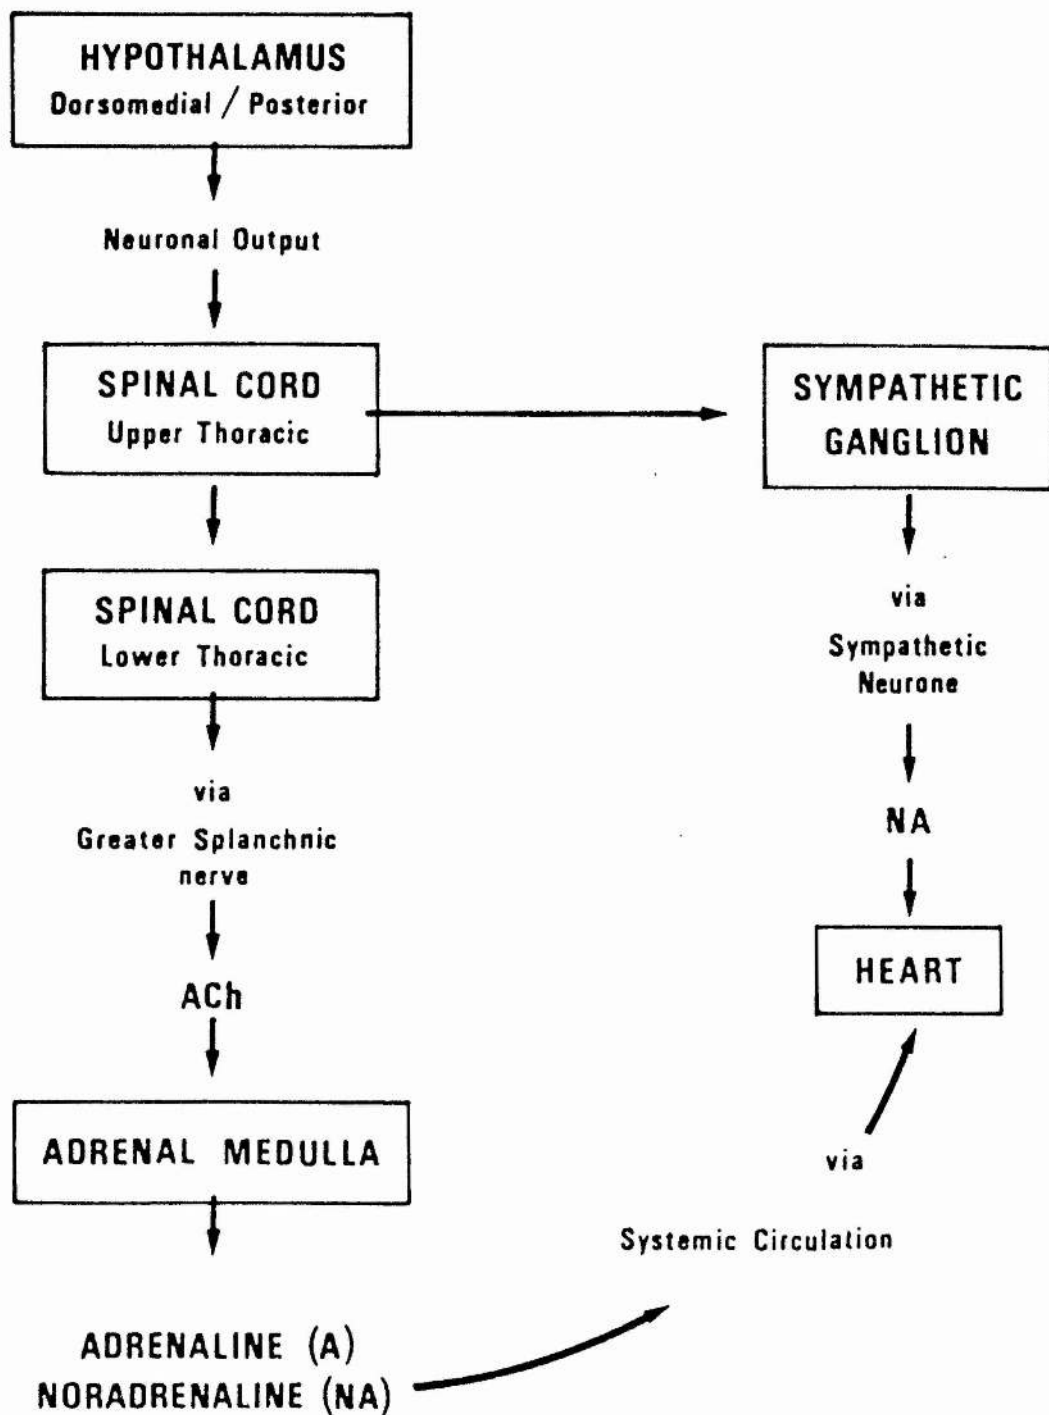 HYPOTHALAMUS
Dorsomedial / Posterior
Neuronal Output
SPINAL CORD
Upper Thoracic
SPINAL CORD
Lower Thoracic
via
Greater Splanchnic
nerve
ACh
ADRENAL MEDULLA
ADRENALINE (A)
NORADRENALINE (NA)
SYMPATHETIC
GANGLION
via
Sympathetic
Neurone
NA
HEART
via
Systemic Circulation